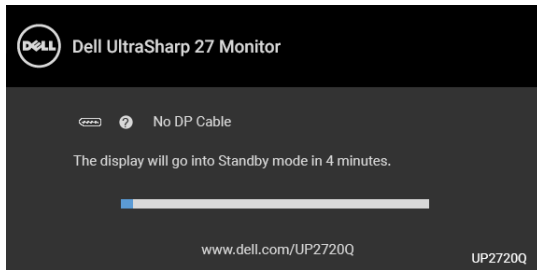 DELL
Dell UltraSharp 27 Monitor
? No DP Cable
The display will go into Standby mode in 4 minutes.
www.dell.com/UP2720Q
UP2720Q